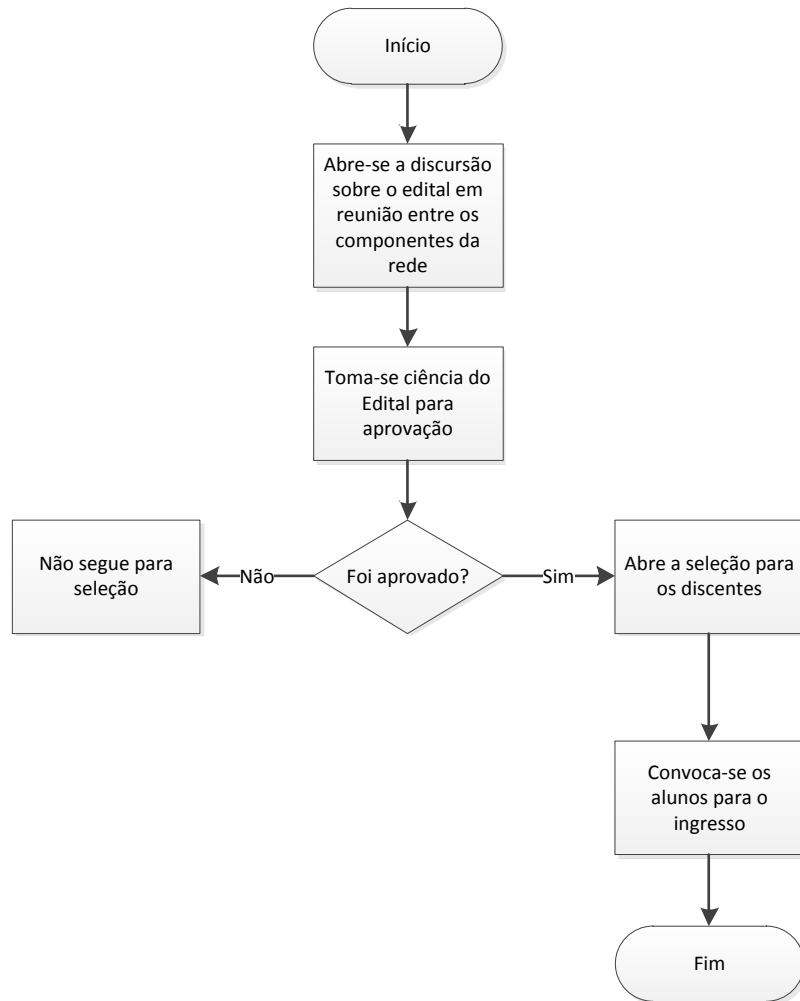 Início
Abre-se a discursão
sobre o edital em
reunião entre os
componentes da
rede
Toma-se ciência do
Edital para
aprovação
Não segue para
seleção
Não
Foi aprovado?
Sim
Abre a seleção para
os discentes
Convoca-se os
alunos para o
ingresso
Fim